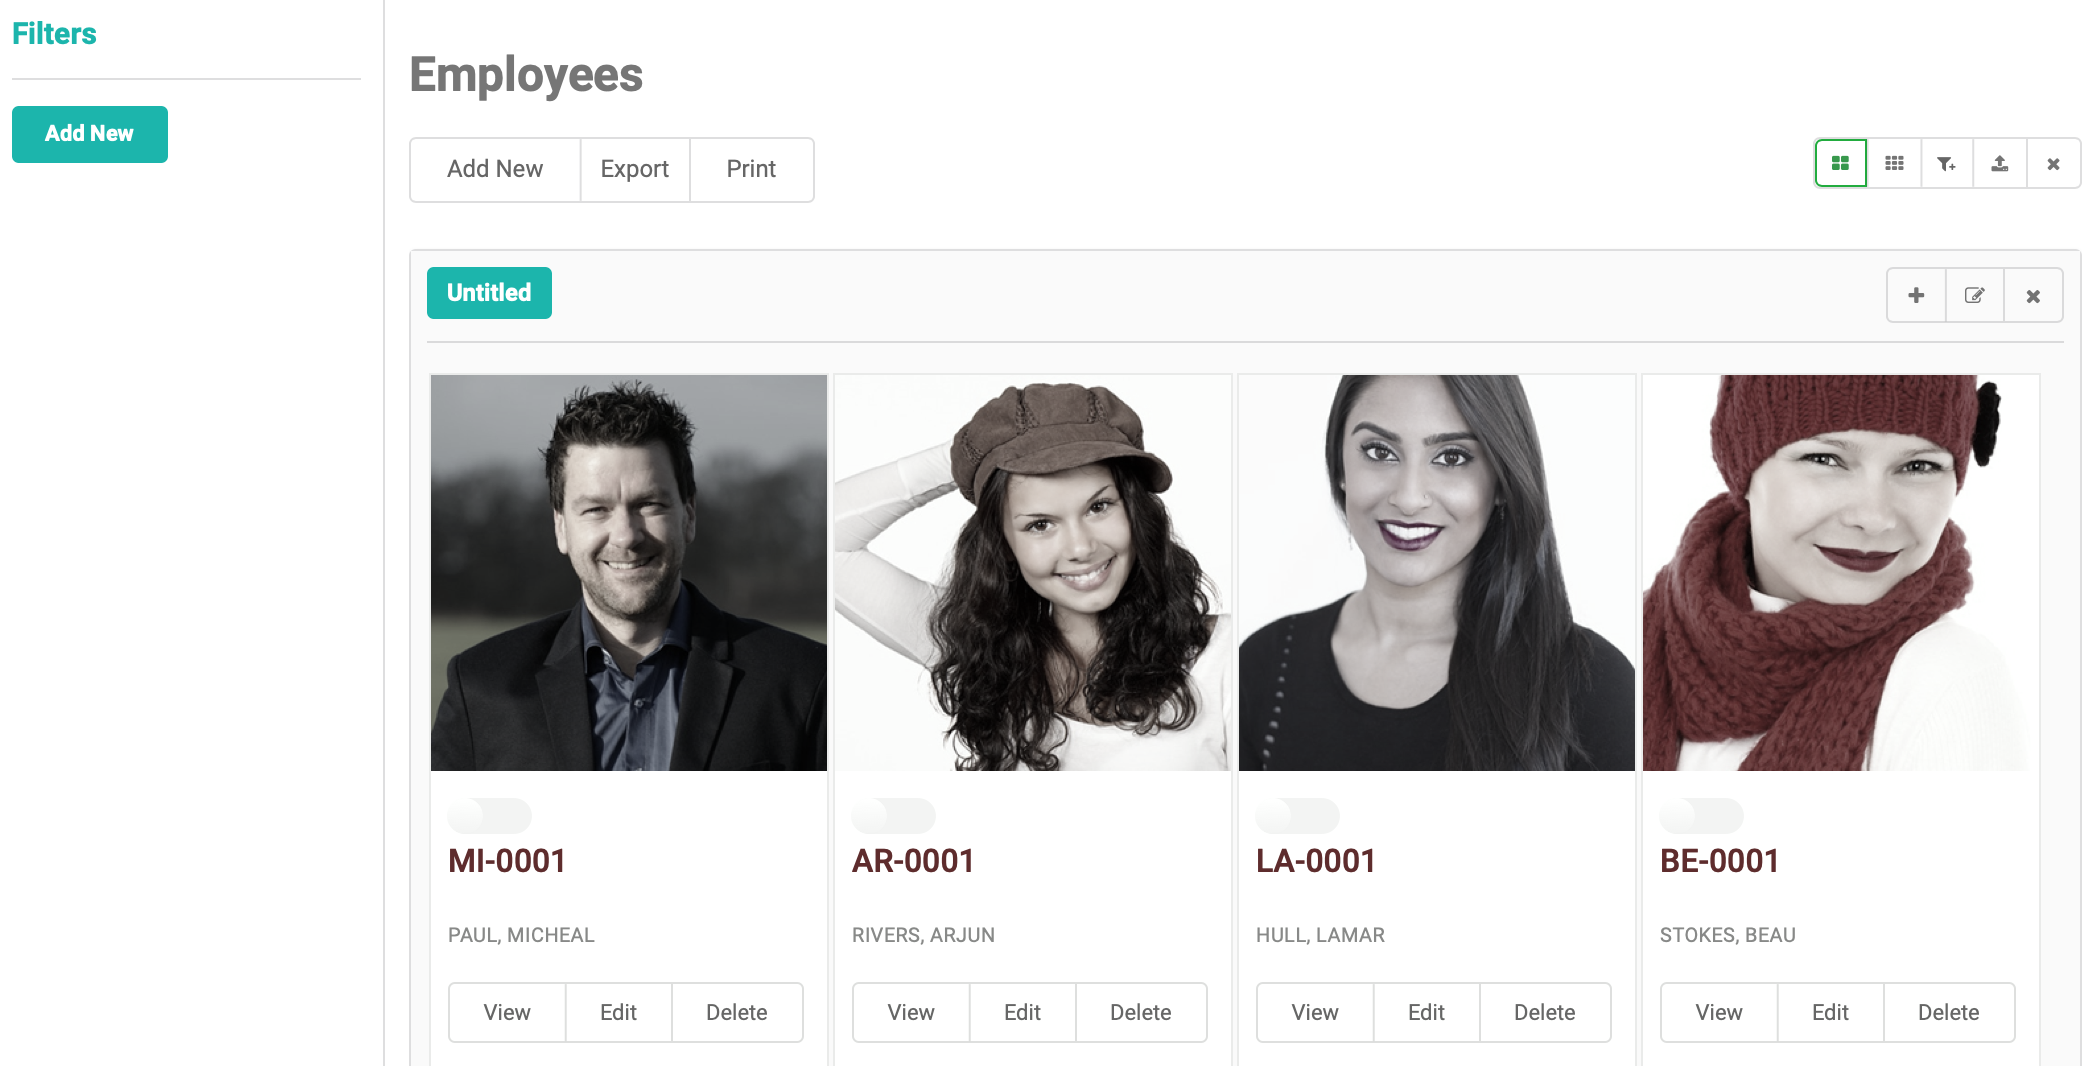 Filters
Add New
Employees
Add New Export Print
Untitled
MI-0001
PAUL, MICHEAL
View Edit Delete
AR-0001
RIVERS, ARJUN
View Edit Delete
LA-0001
HULL, LAMAR
View Edit Delete
BE-0001
STOKES, BEAU
View Edit Delete